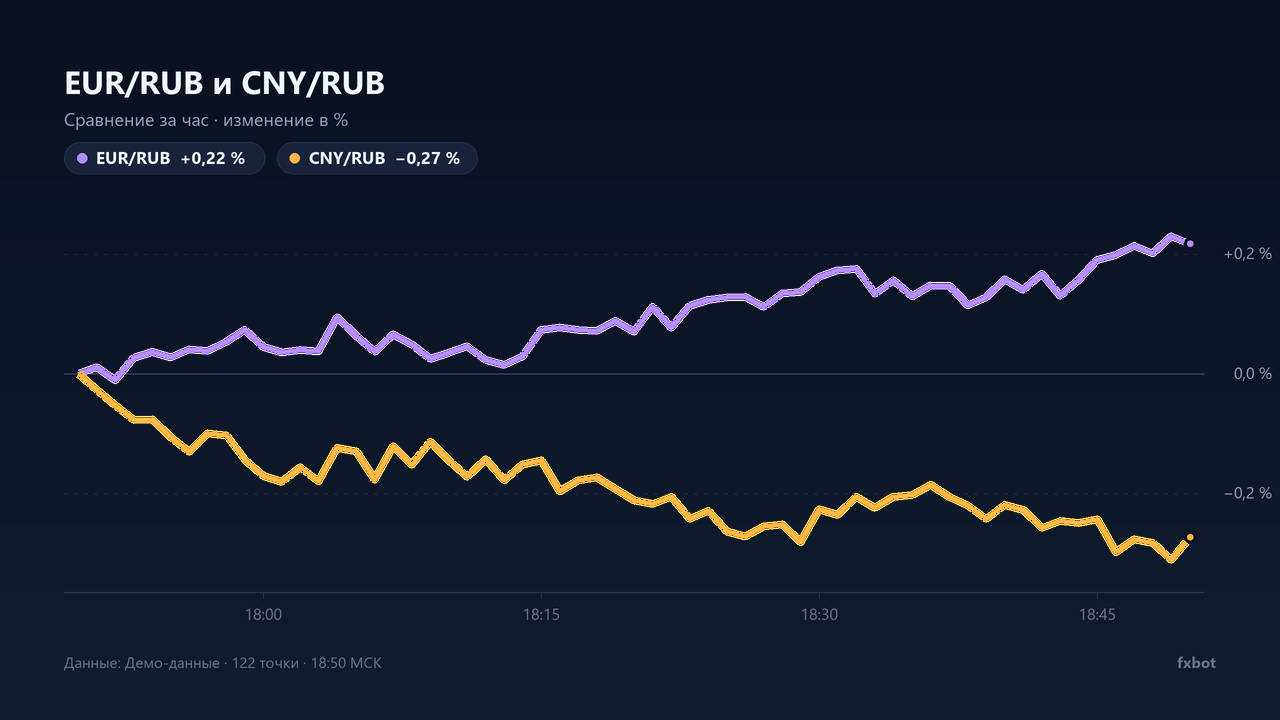 EUR/RUB и CNY/RUB
Сравнение за час · изменение в %
EUR/RUB +0,22 %
CNY/RUB −0,27 %
+0,2 %
0,0 %
−0,2 %
18:00
18:15
18:30
18:45
Данные: Демо-данные · 122 точки · 18:50 МСК
fxbot